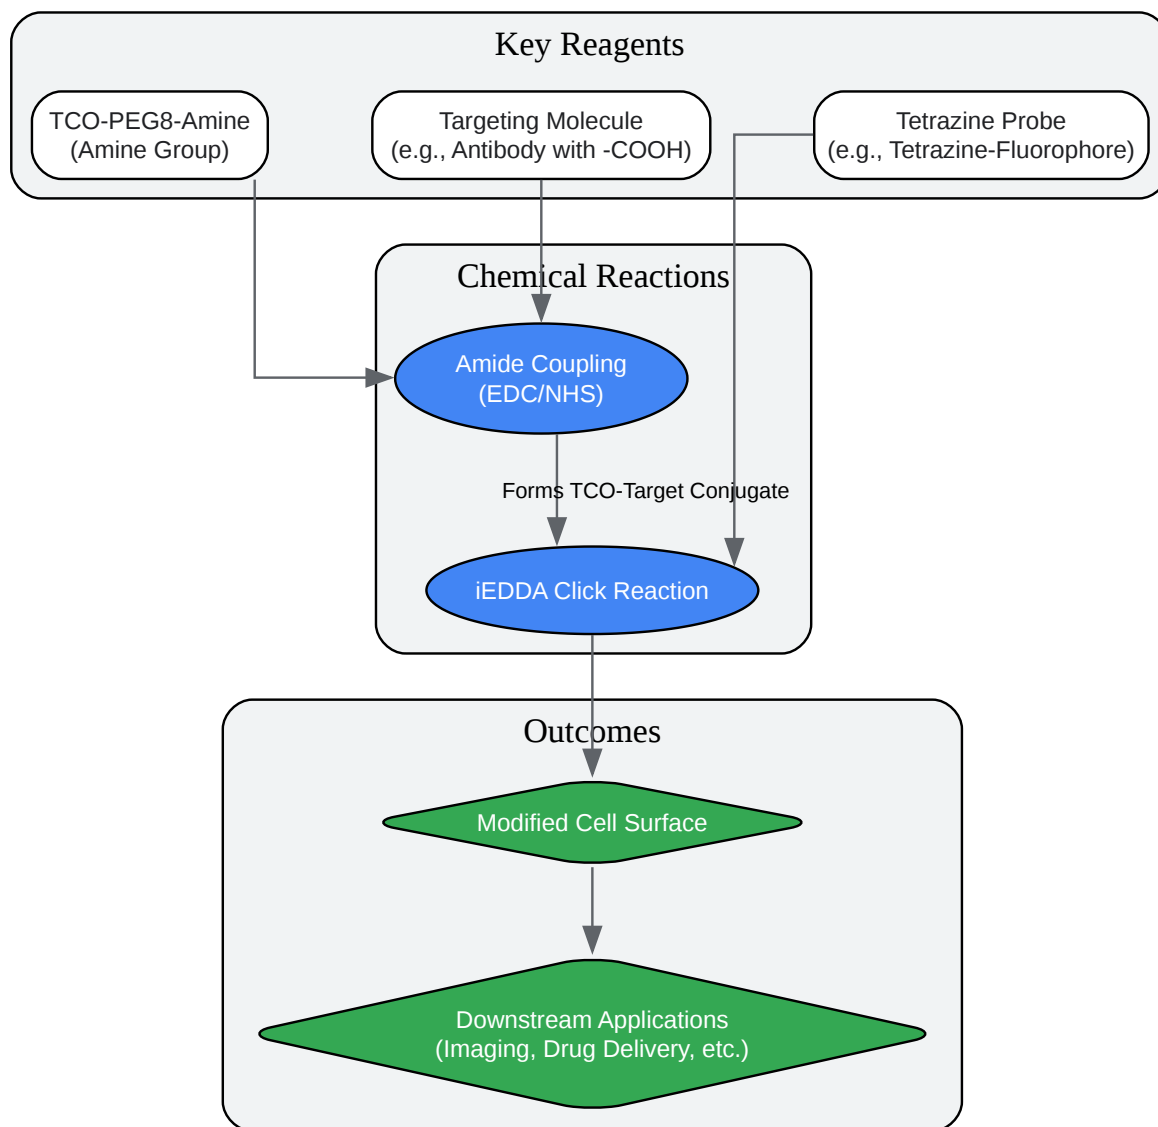 Key Reagents
TCO-PEG8-Amine
(Amine Group)
Targeting Molecule
(e.g., Antibody with -COOH)
Tetrazine Probe
(e.g., Tetrazine-Fluorophore)
Chemical Reactions
Amide Coupling
(EDC/NHS)
Forms TCO-Target Conjugate
iEDDA Click Reaction
Outcomes
Modified Cell Surface
Downstream Applications
(Imaging, Drug Delivery, etc.)